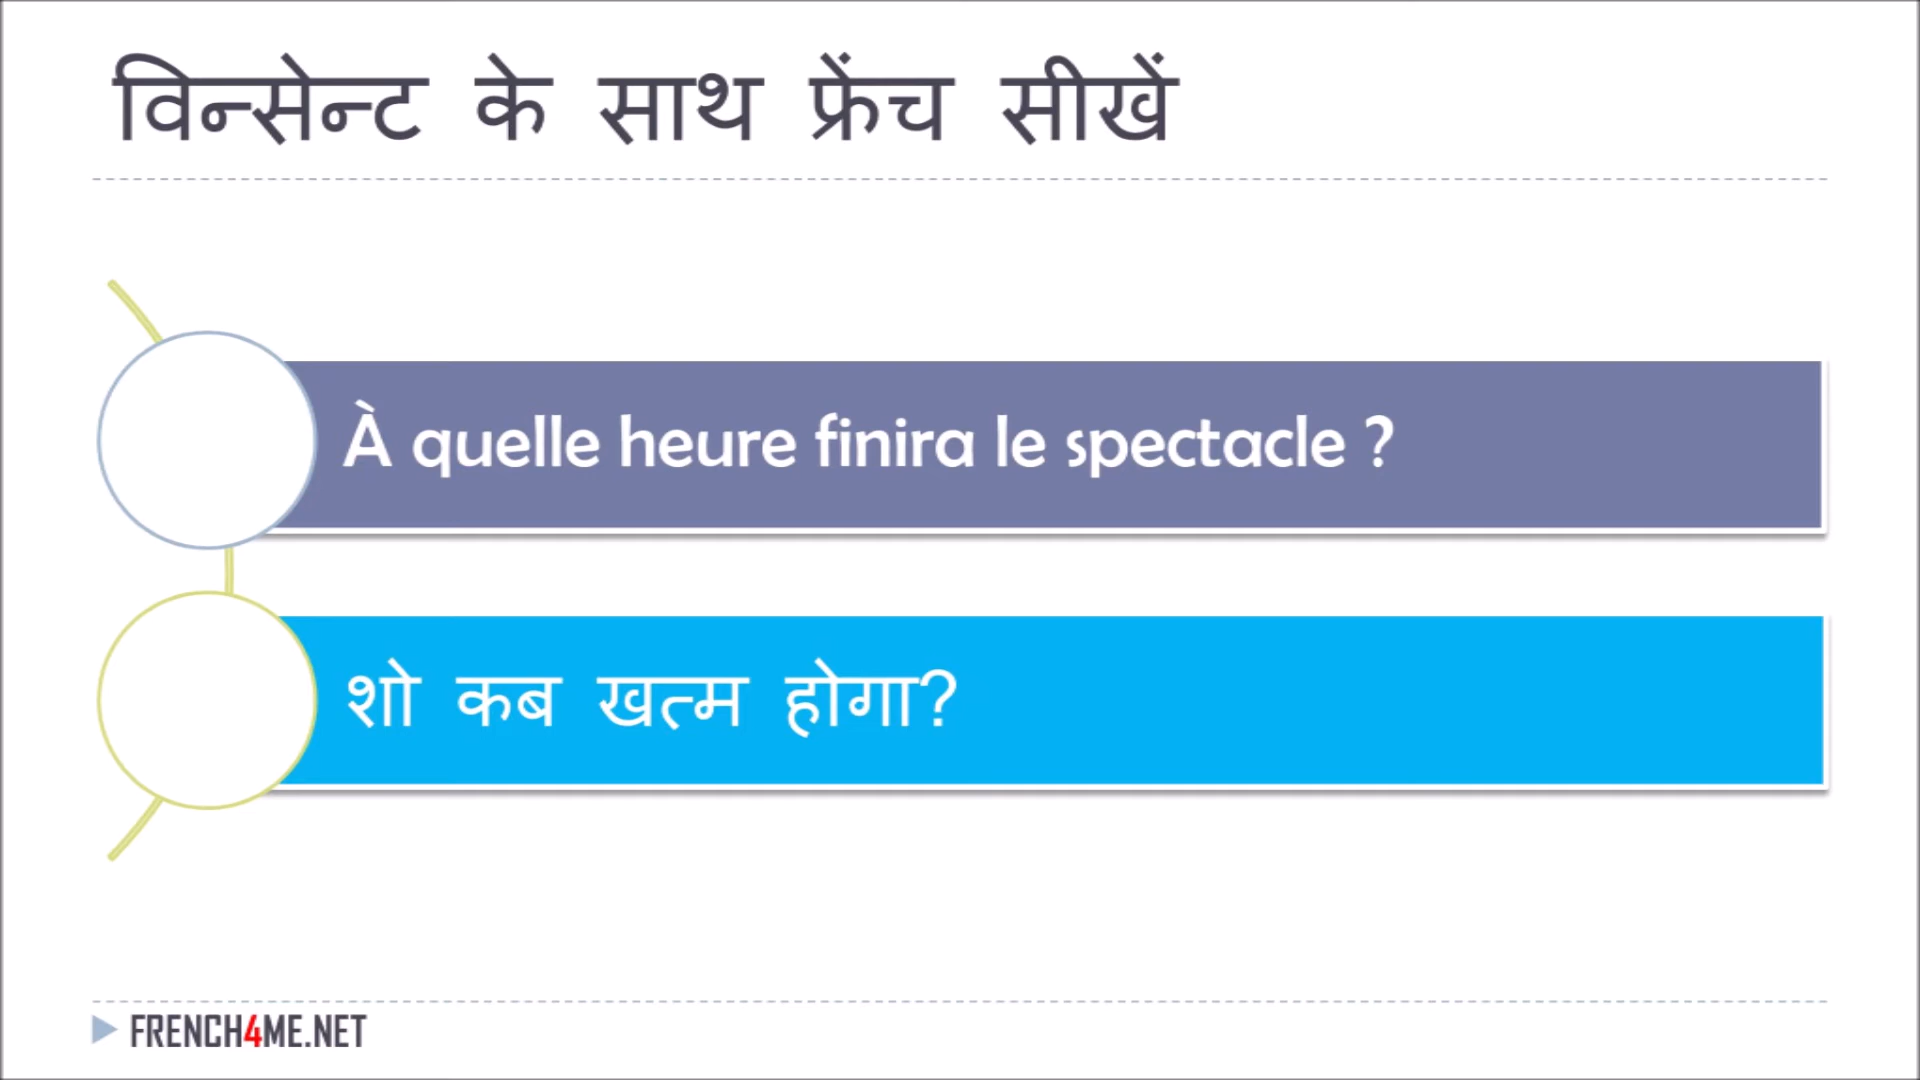 विन्सेन्ट के साथ फ्रेंच सीखें
À quelle heure finira le spectacle ?
शो कब खत्म होगा?
FRENCH4ME.NET